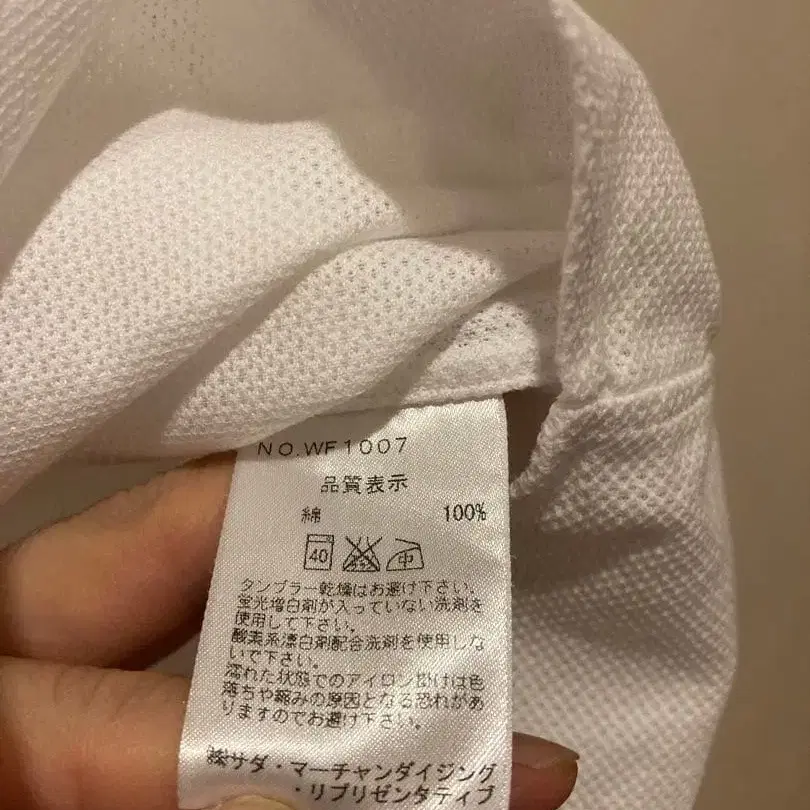 NO.WF1007
品質表示
綿 100%
40 中
タンブラー乾燥はお避け下さい。
蛍光増白剤が入っていない洗剤を
使用して下さい。
酸素系漂白剤配合洗剤を使用しな
いで下さい。
濡れた状態でのアイロン掛けは色
落ちや縮みの原因となる恐れがあ
りますのでお避け下さい。
㈱サダ・マーチャンダイジング
・リプリゼンタティブ